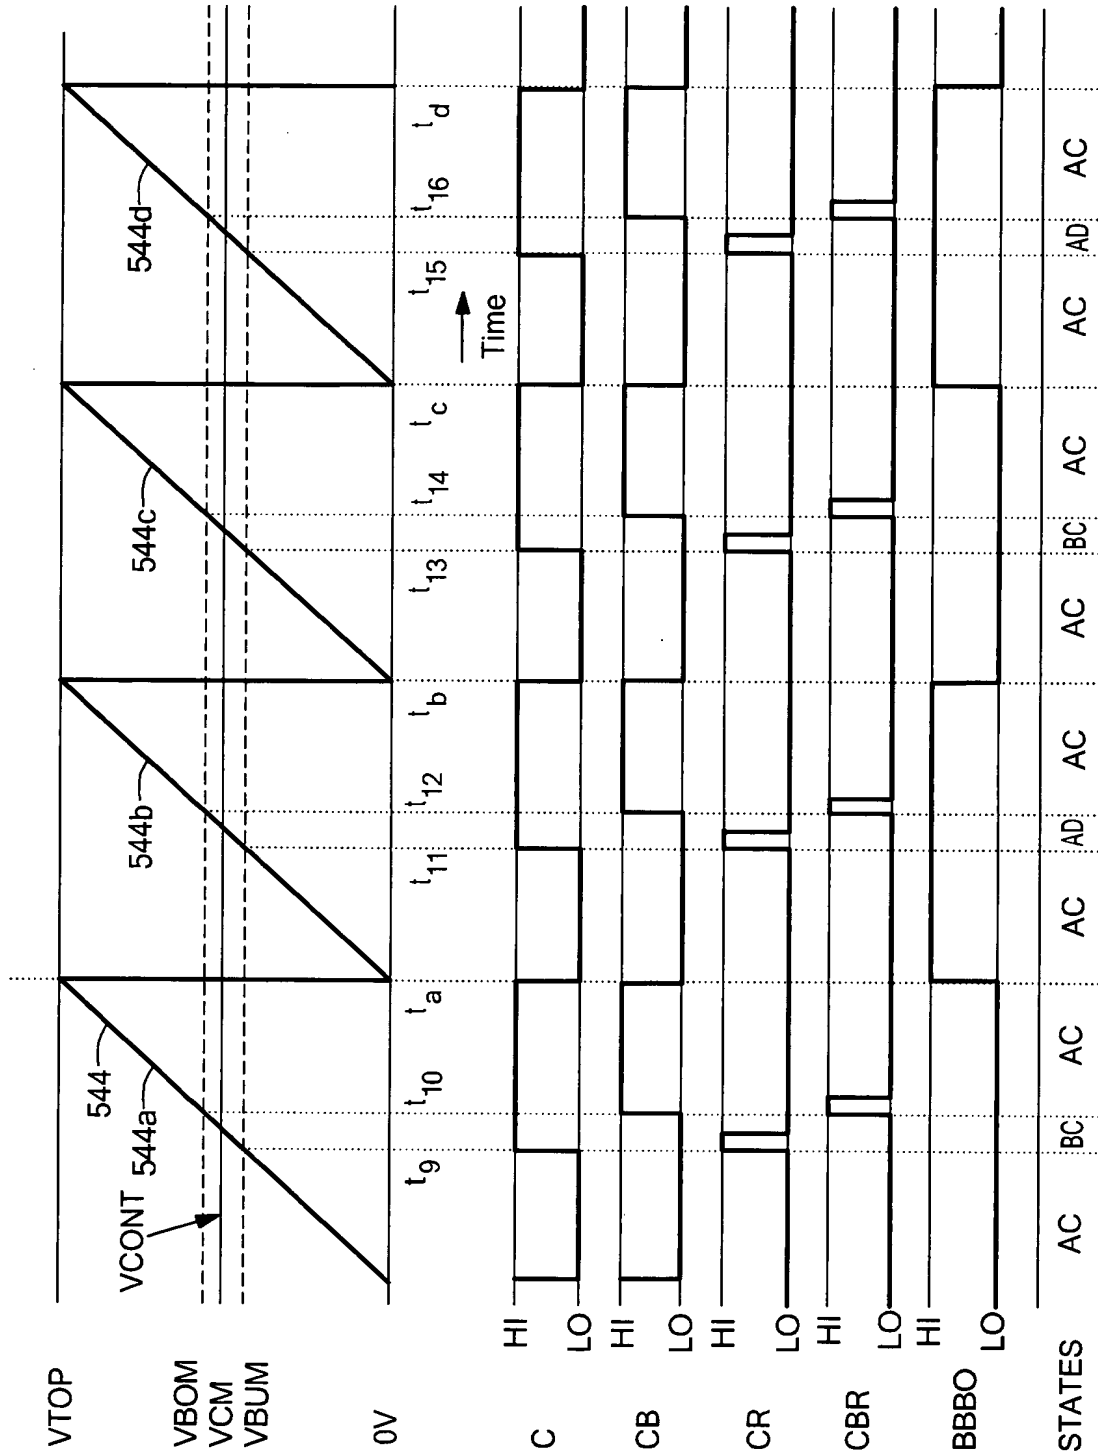 VTOP
544
544a
544b
544c
544d
VCONT
VBOM
VCM
VBUM
0V
t9 t10 ta t11 t12 tb t13 t14 tc t15 t16 td
Time
C HI LO
CB HI LO
CR HI LO
CBR HI LO
BBBO HI LO
STATES AC BC AC AC AD AC AC BC AC AC AD AC